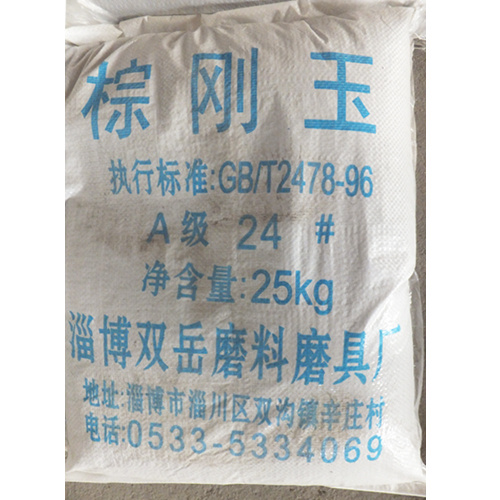 棕刚玉
执行标准:GB/T2478-96
A级 24 #
净含量:25kg
淄博双岳磨料磨具厂
地址:淄博市淄川区双沟镇辛庄村
电话:0533-5334069